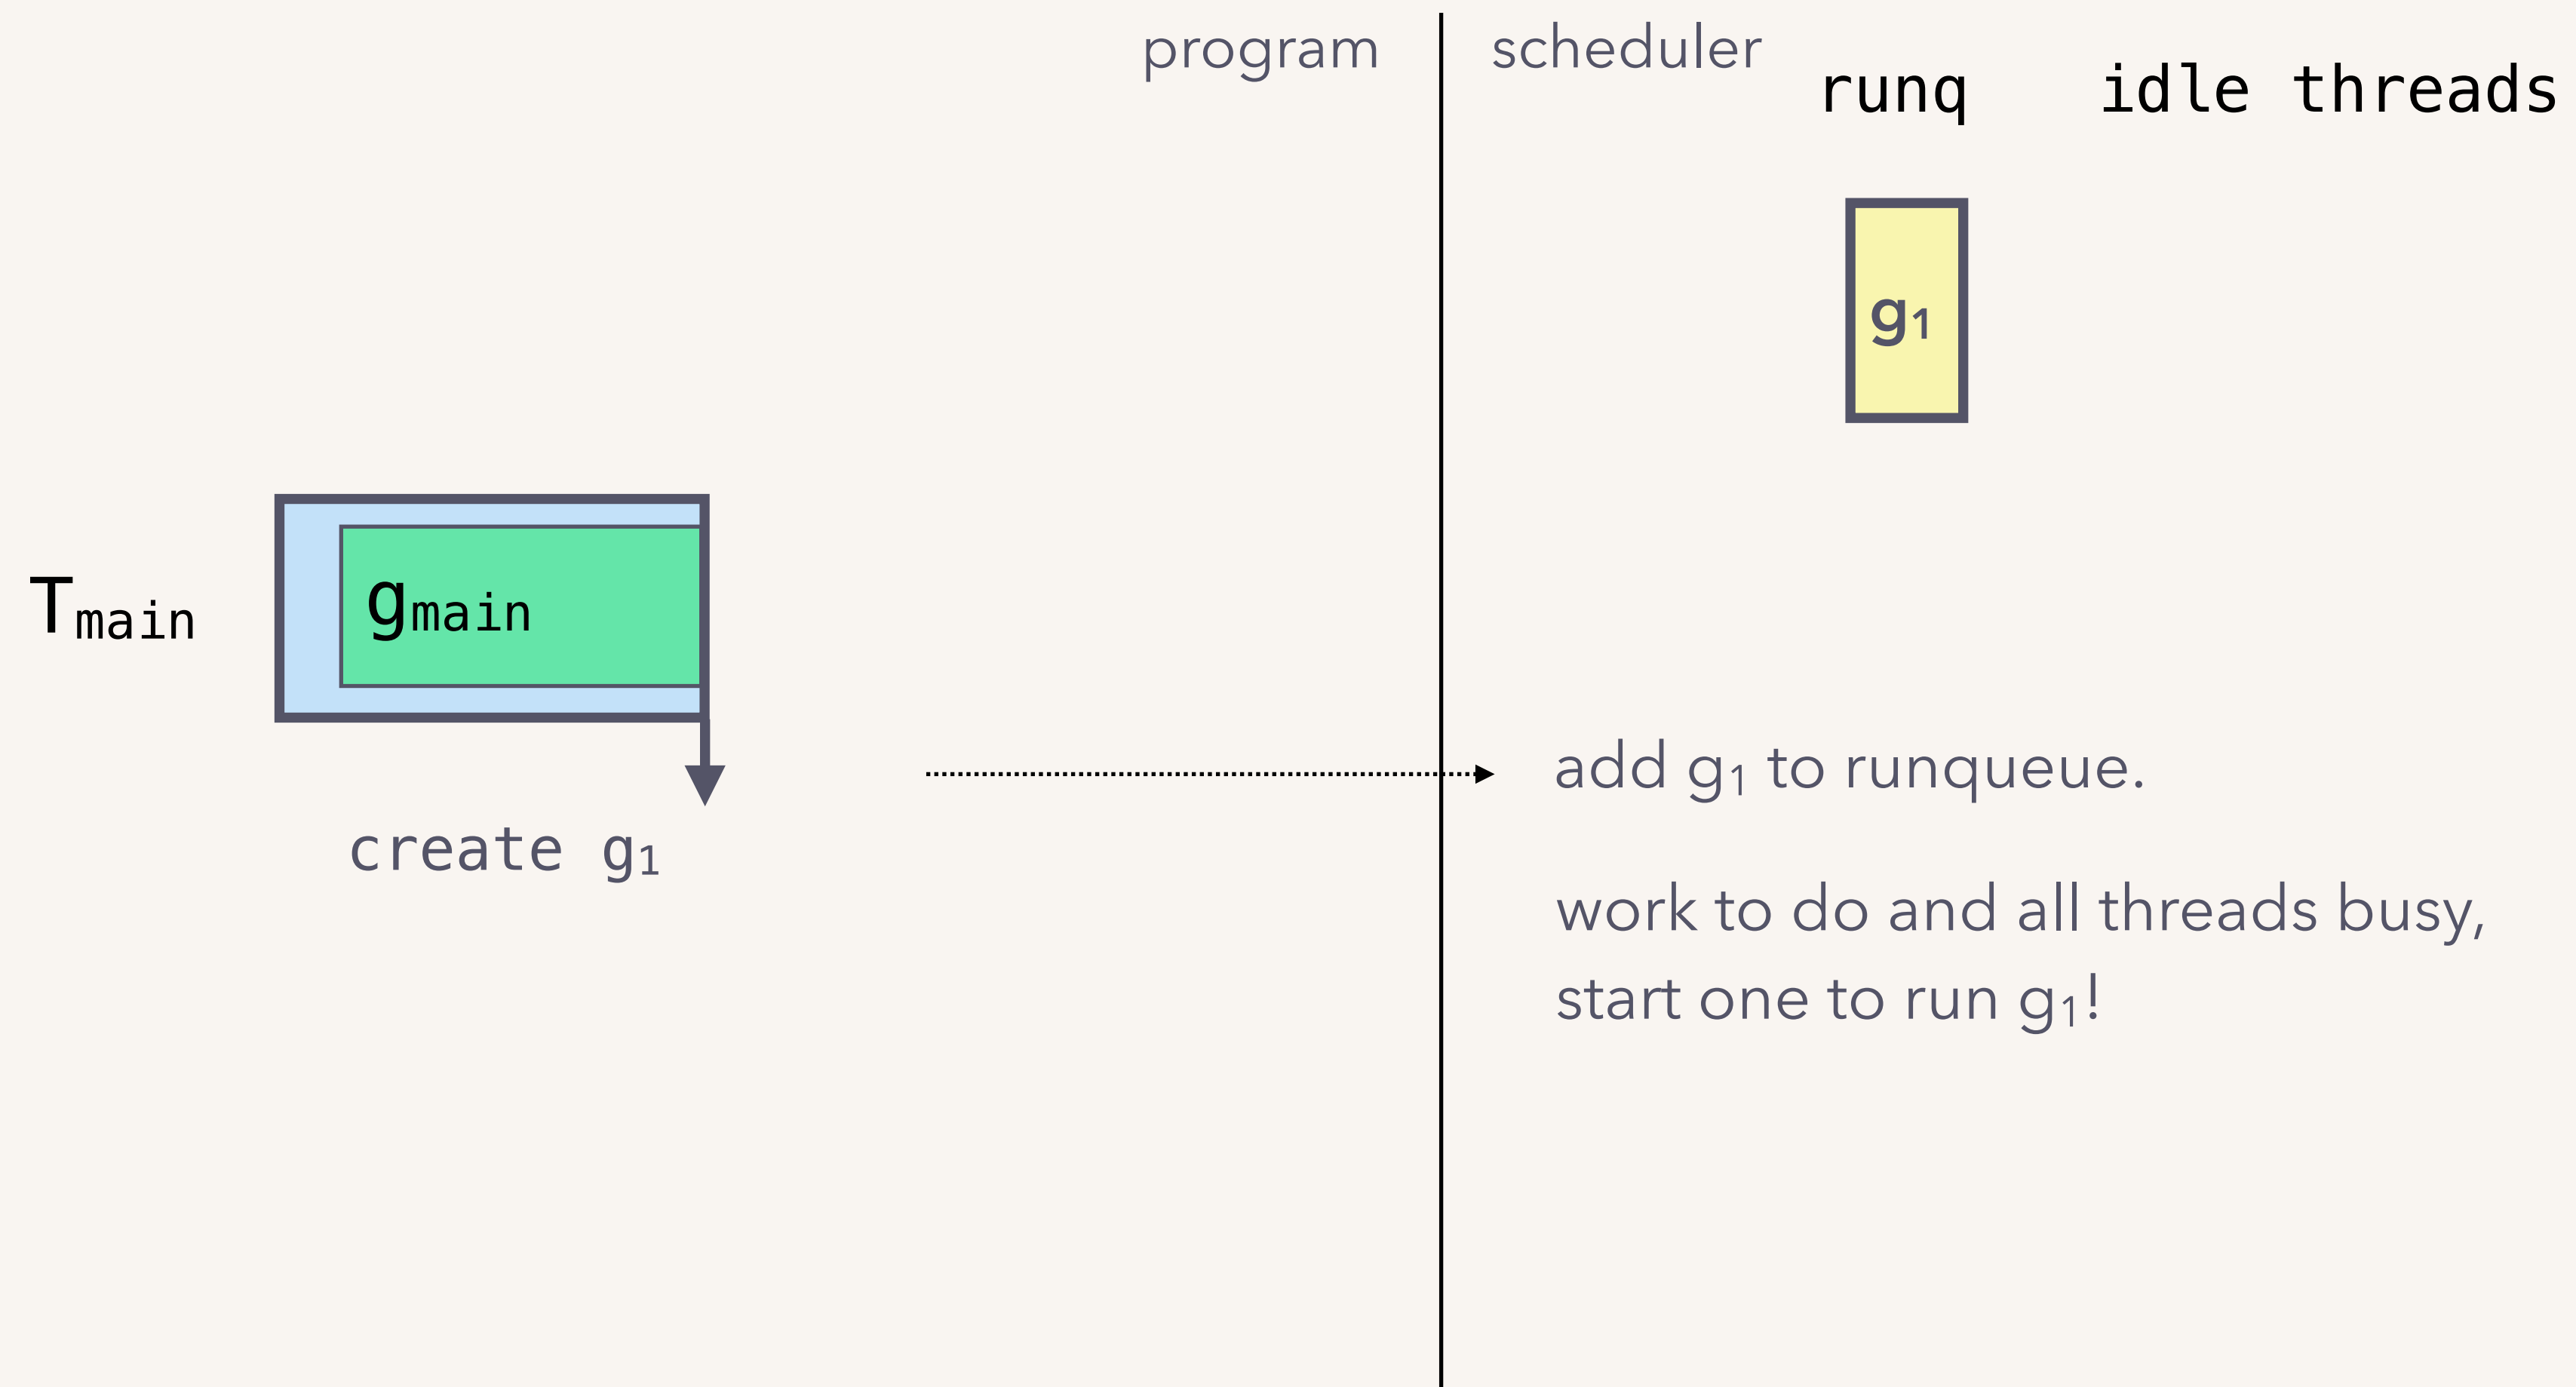 program
scheduler
runq
idle threads
g1
Tmain
gmain
create g1
add g1 to runqueue.
work to do and all threads busy,
start one to run g1!